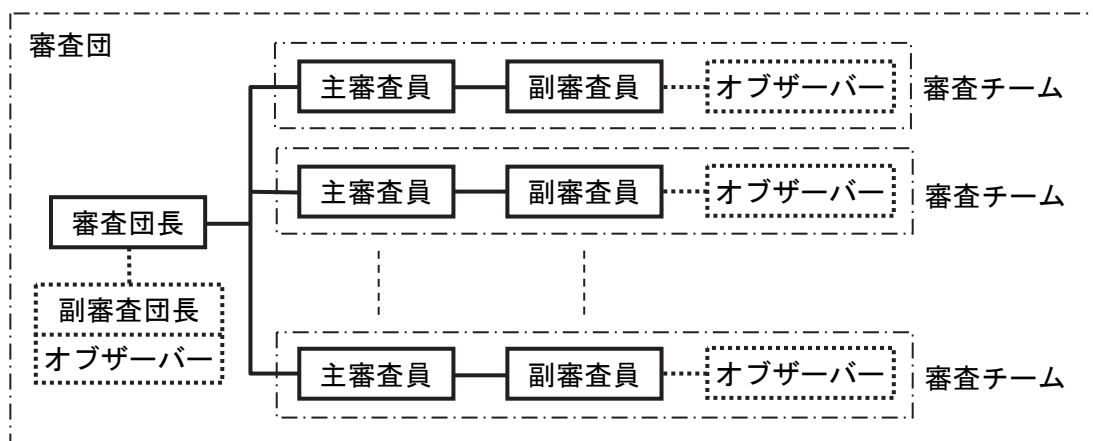 審査団
主審査員 副審査員 オブザーバー 審査チーム
主審査員 副審査員 オブザーバー 審査チーム
審査団長
副審査団長
オブザーバー
主審査員 副審査員 オブザーバー 審査チーム